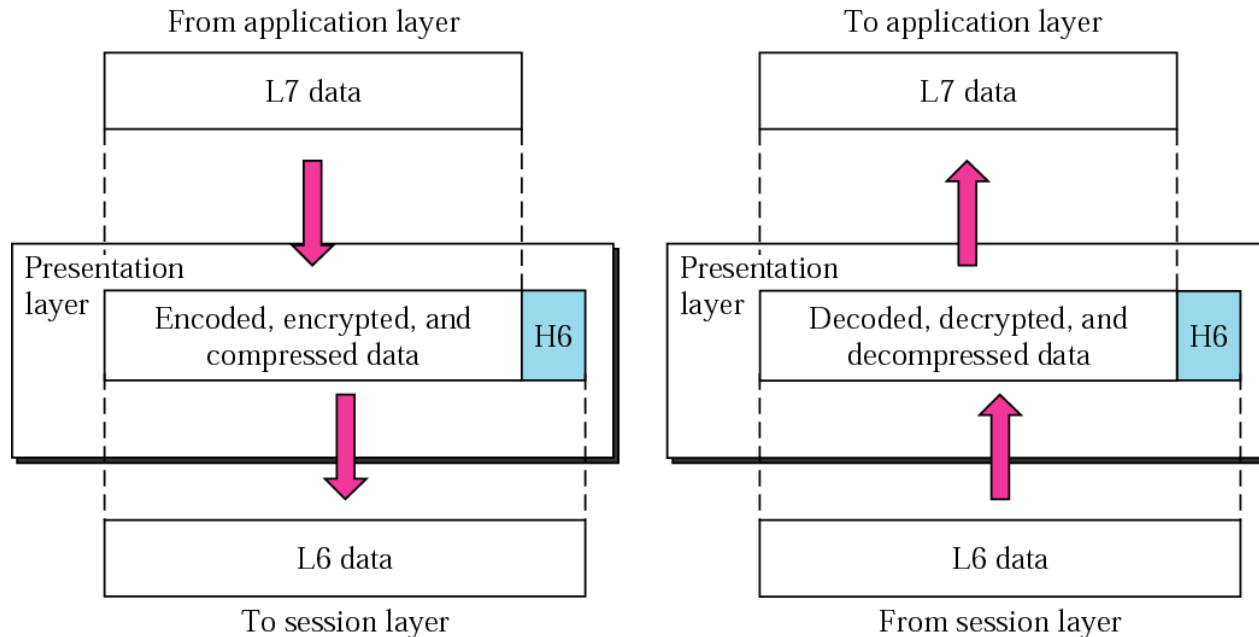 From application layer
L7 data
Presentation
layer
Encoded, encrypted, and
compressed data
H6
L6 data
To session layer
To application layer
L7 data
Presentation
layer
Decoded, decrypted, and
decompressed data
H6
L6 data
From session layer